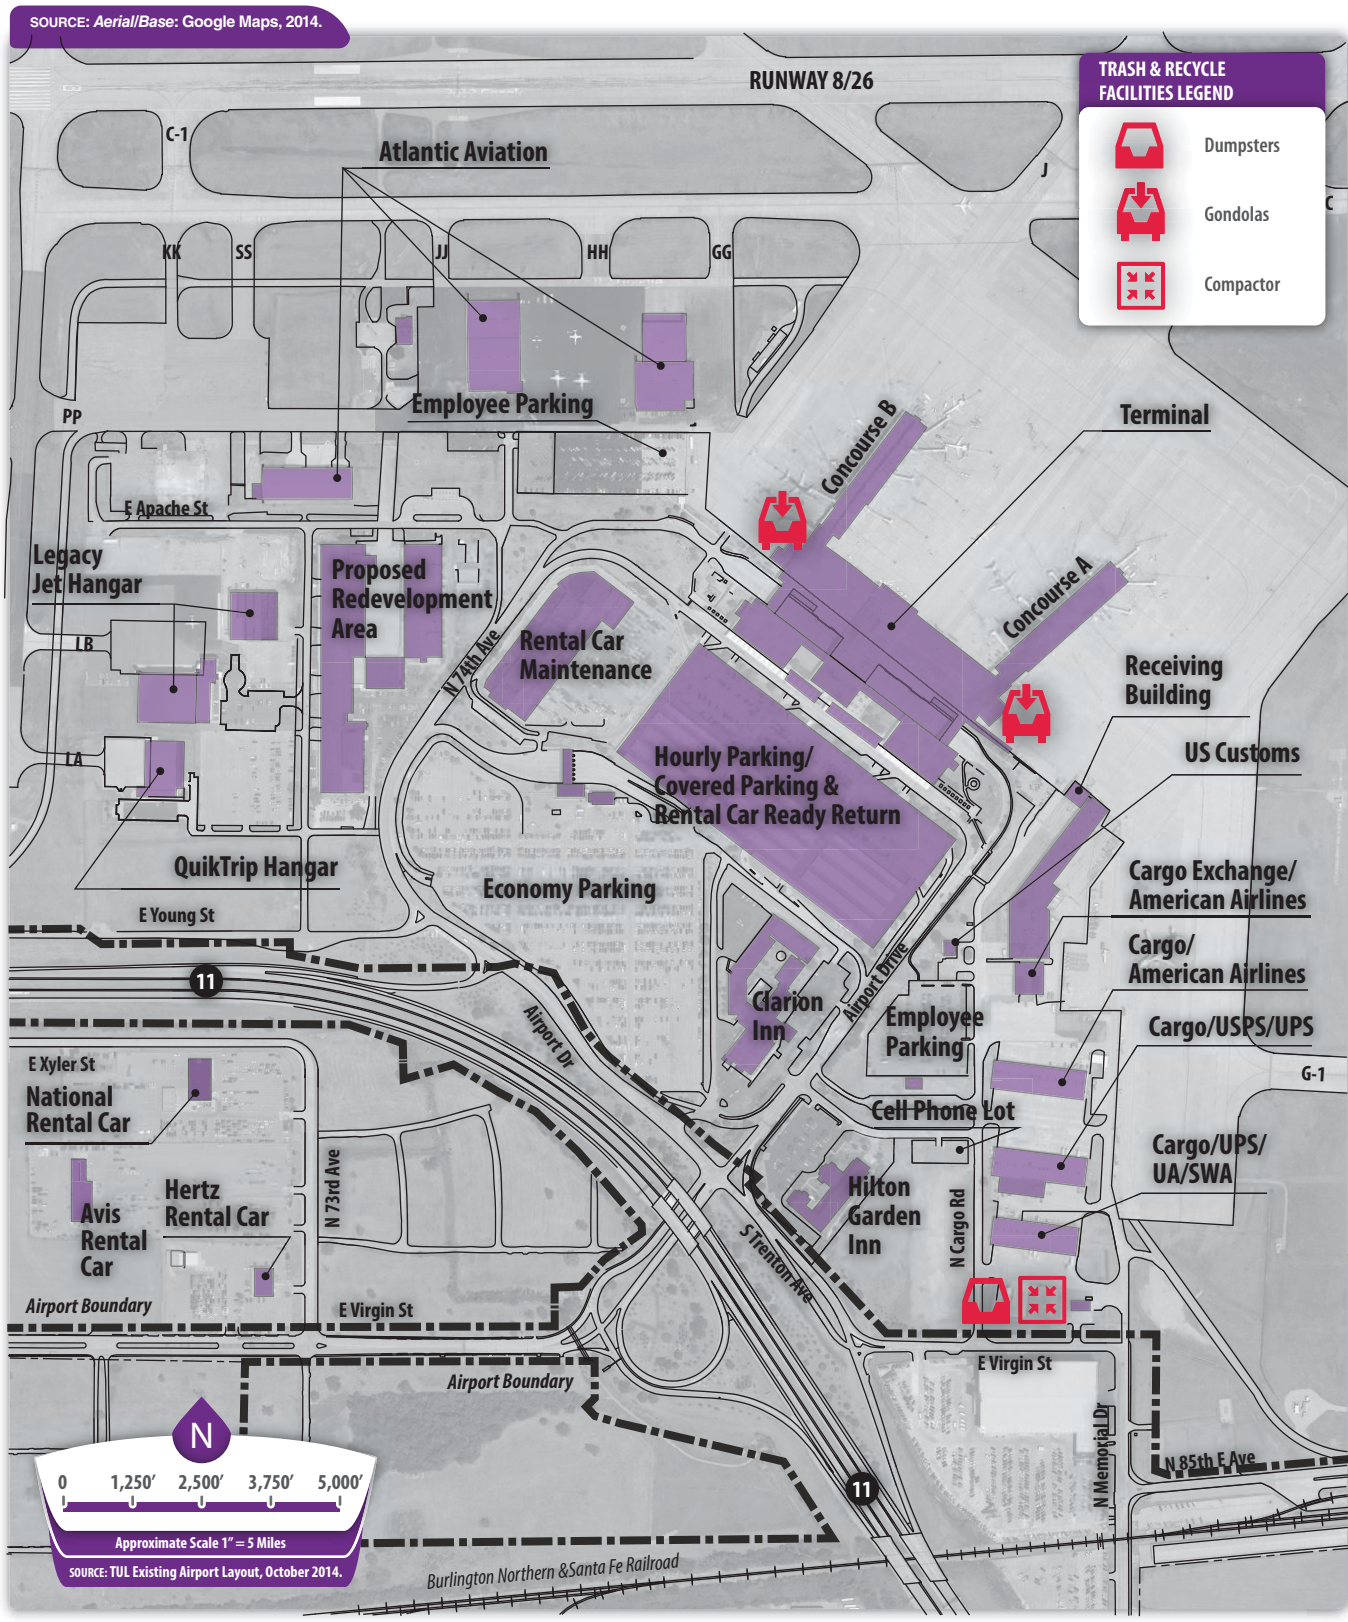 SOURCE: Aerial/Base: Google Maps, 2014.
RUNWAY 8/26
TRASH & RECYCLE
FACILITIES LEGEND
Dumpsters
Gondolas
Compactor
C-1
Atlantic Aviation
J
C
KK
SS
JJ
HH
GG
Employee Parking
PP
Concourse B
Terminal
E Apache St
Legacy
Jet Hangar
Proposed
Redevelopment
Area
Concourse A
LB
N 74th Ave
Rental Car
Maintenance
Receiving
Building
LA
Hourly Parking/
Covered Parking &
Rental Car Ready Return
US Customs
QuikTrip Hangar
Economy Parking
Cargo Exchange/
American Airlines
E Young St
Cargo/
American Airlines
11
Airport Dr
Clarion
Inn
Airport Drive
Employee
Parking
Cargo/USPS/UPS
E Xyler St
G-1
National
Rental Car
Cell Phone Lot
N 73rd Ave
Cargo/UPS/
UA/SWA
Hertz
Rental Car
Avis
Rental
Car
Hilton
Garden
Inn
N Cargo Rd
S Trenton Ave
Airport Boundary
E Virgin St
E Virgin St
Airport Boundary
N Memorial Dr
N 85th E Ave
N
0 1,250′ 2,500′ 3,750′ 5,000′
11
Approximate Scale 1” = 5 Miles
SOURCE: TUL Existing Airport Layout, October 2014.
Burlington Northern &Santa Fe Railroad